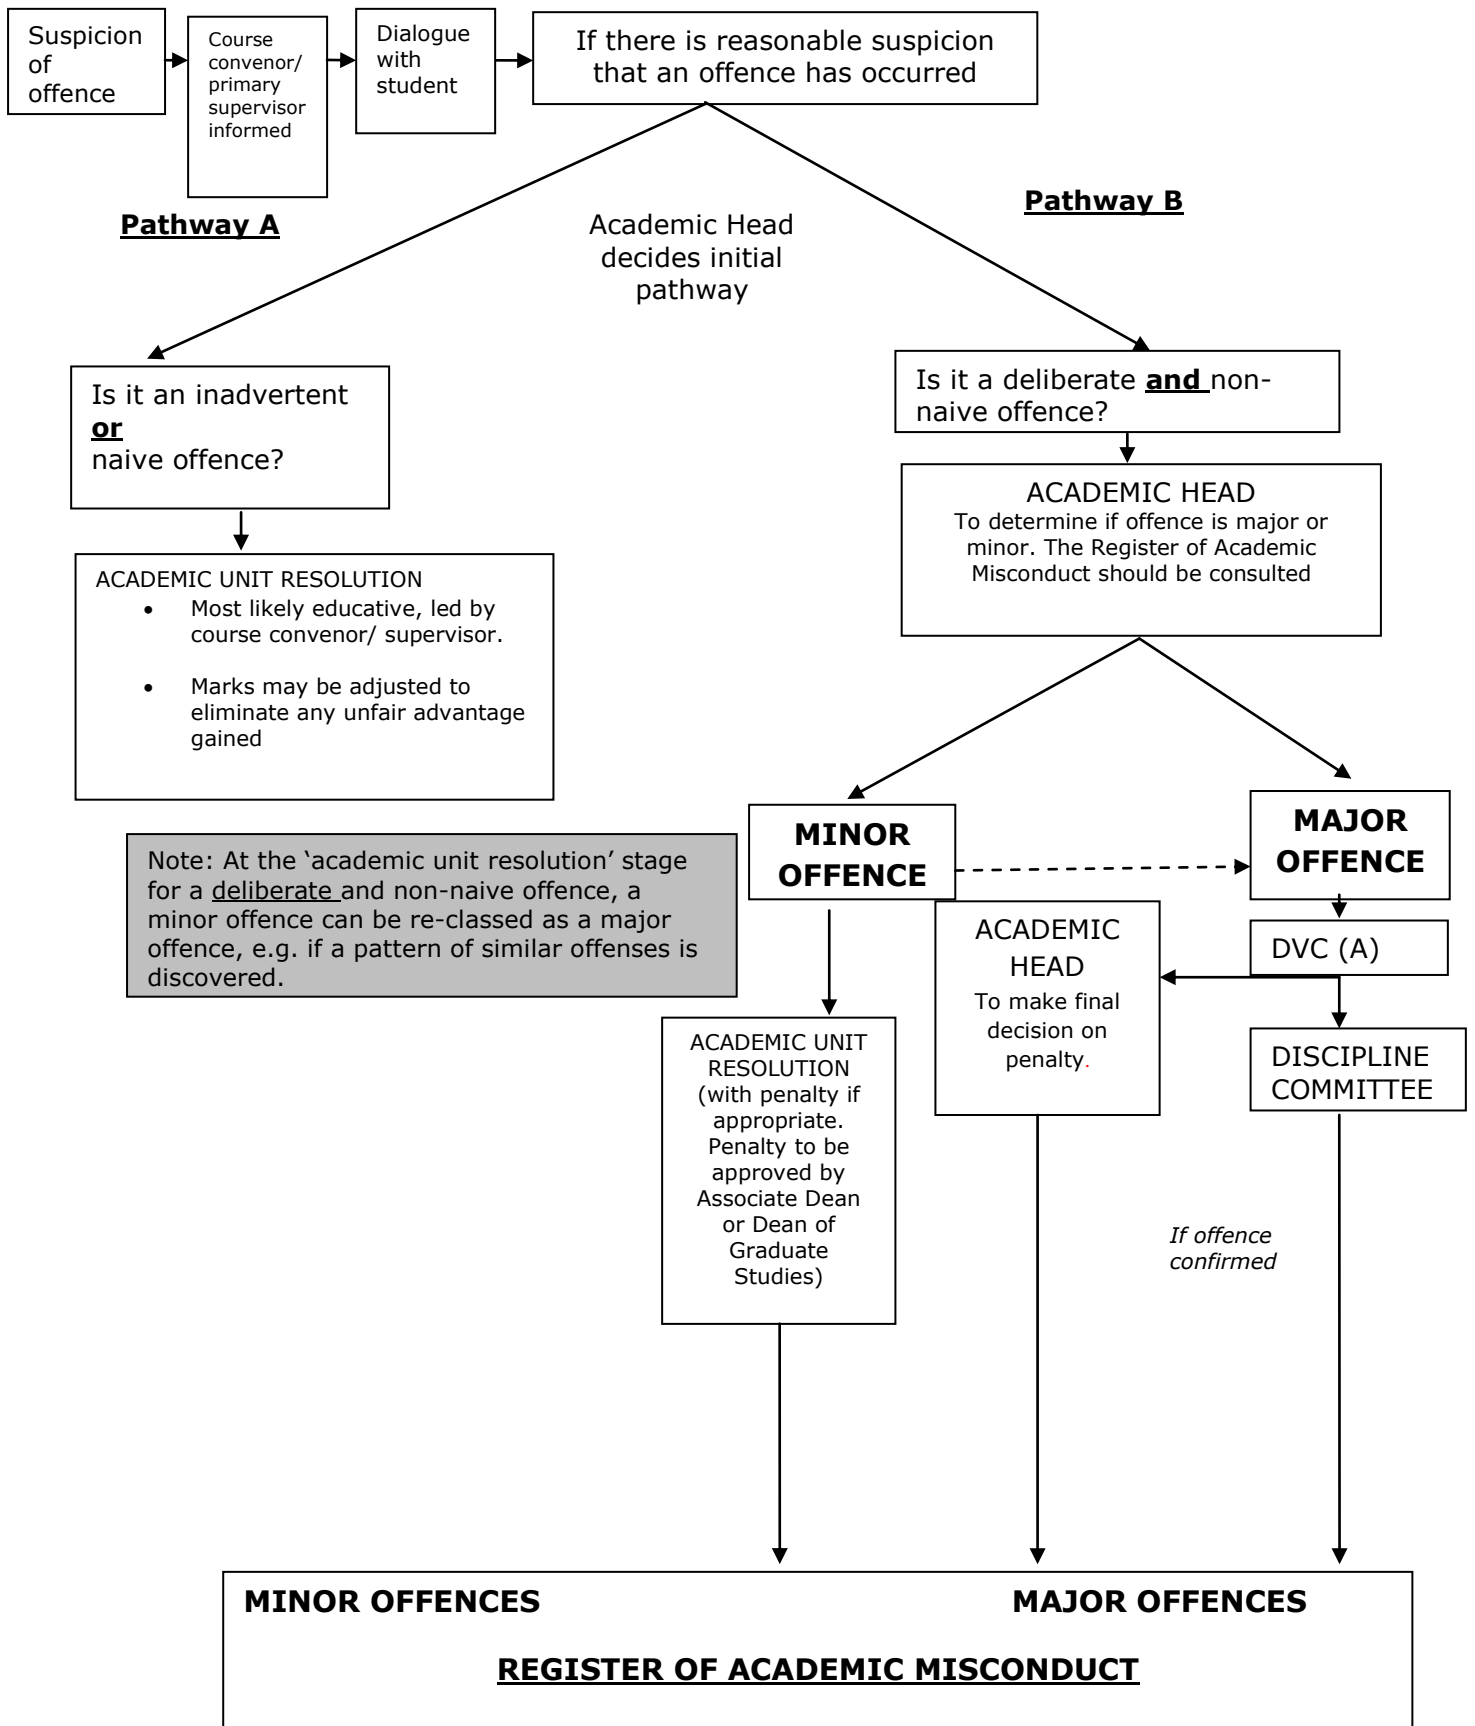 Suspicion
of
offence
Course
convenor/
primary
supervisor
informed
Dialogue
with
student
If there is reasonable suspicion
that an offence has occurred
Pathway A
Academic Head
decides initial
pathway
Pathway B
Is it an inadvertent
or
naive offence?
Is it a deliberate and non-
naive offence?
ACADEMIC HEAD
To determine if offence is major or
minor. The Register of Academic
Misconduct should be consulted
ACADEMIC UNIT RESOLUTION
• Most likely educative, led by
course convenor/ supervisor.
• Marks may be adjusted to
eliminate any unfair advantage
gained
MINOR
OFFENCE
MAJOR
OFFENCE
Note: At the ‘academic unit resolution’ stage
for a deliberate and non-naive offence, a
minor offence can be re-classed as a major
offence, e.g. if a pattern of similar offenses is
discovered.
ACADEMIC
HEAD
To make final
decision on
penalty.
DVC (A)
ACADEMIC UNIT
RESOLUTION
(with penalty if
appropriate.
Penalty to be
approved by
Associate Dean
or Dean of
Graduate
Studies)
DISCIPLINE
COMMITTEE
If offence
confirmed
MINOR OFFENCES
MAJOR OFFENCES
REGISTER OF ACADEMIC MISCONDUCT